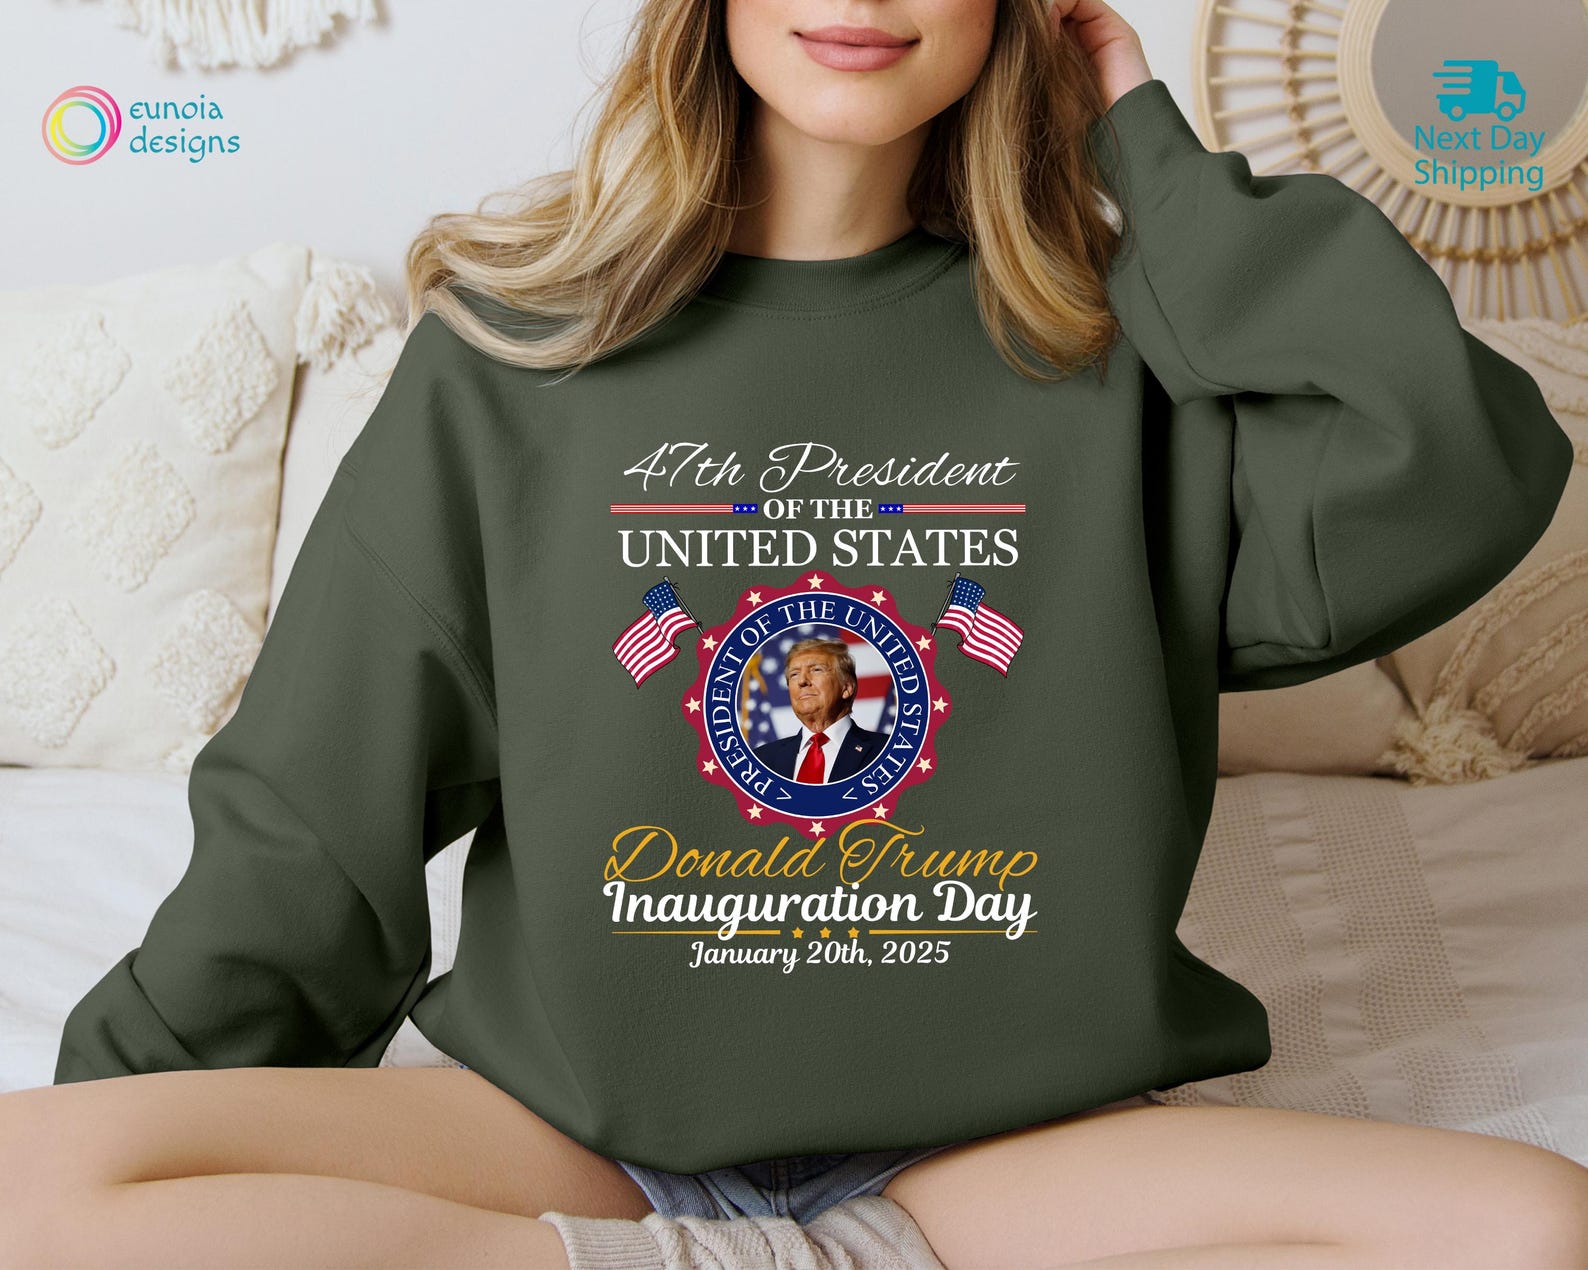 eunoia
designs
Next Day
Shipping
47th President
OF THE
UNITED STATES
< PRESIDENT OF THE UNITED STATES >
Donald Trump
Inauguration Day
January 20th, 2025